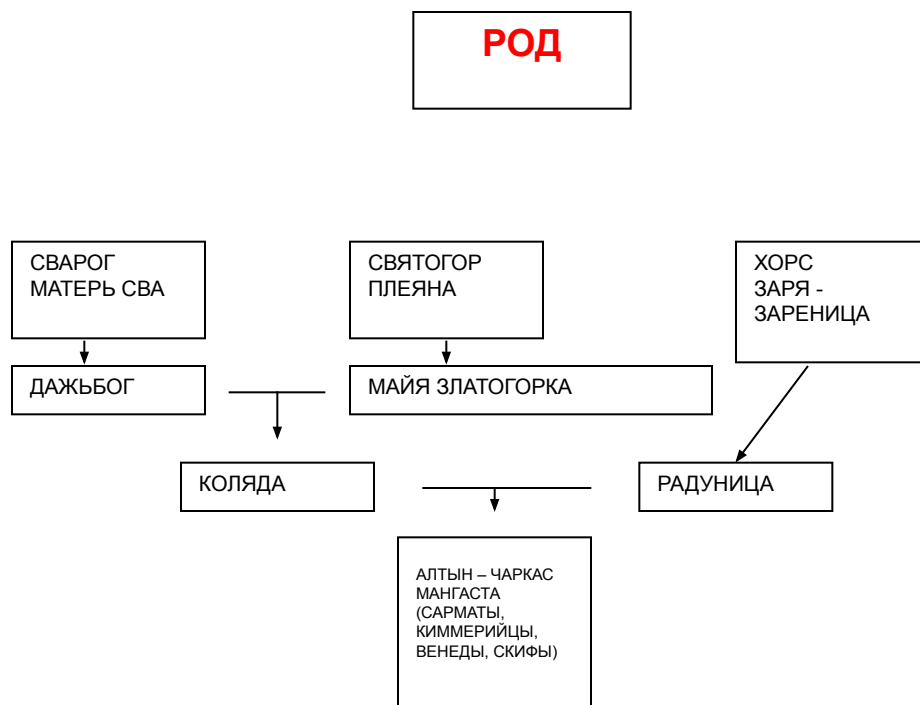 РОД
СВАРОГ
МАТЕРЬ СВА
СВЯТОГОР
ПЛЕЯНА
ХОРС
ЗАРЯ -
ЗАРЕНИЦА
ДАЖЬБОГ
МАЙЯ ЗЛАТОГОРКА
КОЛЯДА
РАДУНИЦА
АЛТЫН – ЧАРКАС
МАНГАСТА
(САРМАТЫ,
КИММЕРИЙЦЫ,
ВЕНЕДЫ, СКИФЫ)